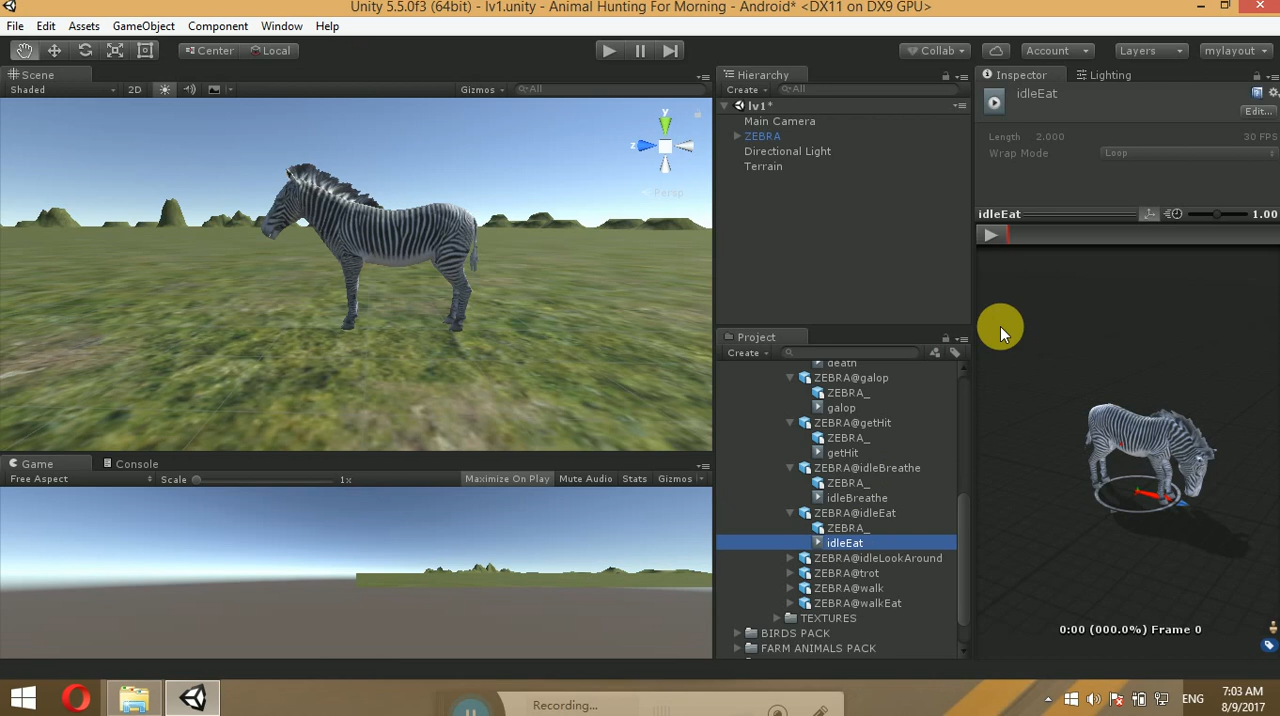 Unity 5.5.0f3 (64bit) - lv1.unity - Animal Hunting For Morning - Android* <DX11 on DX9 GPU>
File Edit Assets GameObject Component Window Help
Center Local Collab Account Layers mylayout
Scene
Shaded 2D Gizmos All
y
z
Persp
Hierarchy
Create All
lv1*
Main Camera
ZEBRA
Directional Light
Terrain
Inspector Lighting
idleEat
Edit...
Length 2.000 30 FPS
Wrap Mode Loop
idleEat 1.00
0:00 (000.0%) Frame 0
Project
Create
death
ZEBRA@galop
ZEBRA_
galop
ZEBRA@getHit
ZEBRA_
getHit
ZEBRA@idleBreathe
ZEBRA_
idleBreathe
ZEBRA@idleEat
ZEBRA_
idleEat
ZEBRA@idleLookAround
ZEBRA@trot
ZEBRA@walk
ZEBRA@walkEat
TEXTURES
BIRDS PACK
FARM ANIMALS PACK
Game Console
Free Aspect Scale 1x Maximize On Play Mute Audio Stats Gizmos
Recording...
ENG
7:03 AM
8/9/2017